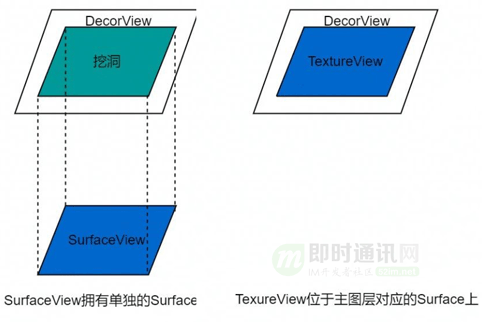 DecorView
挖洞
SurfaceView
SurfaceView拥有单独的Surface
DecorView
TextureView
即时通讯网
TexureView位于主图层对应的Surface上